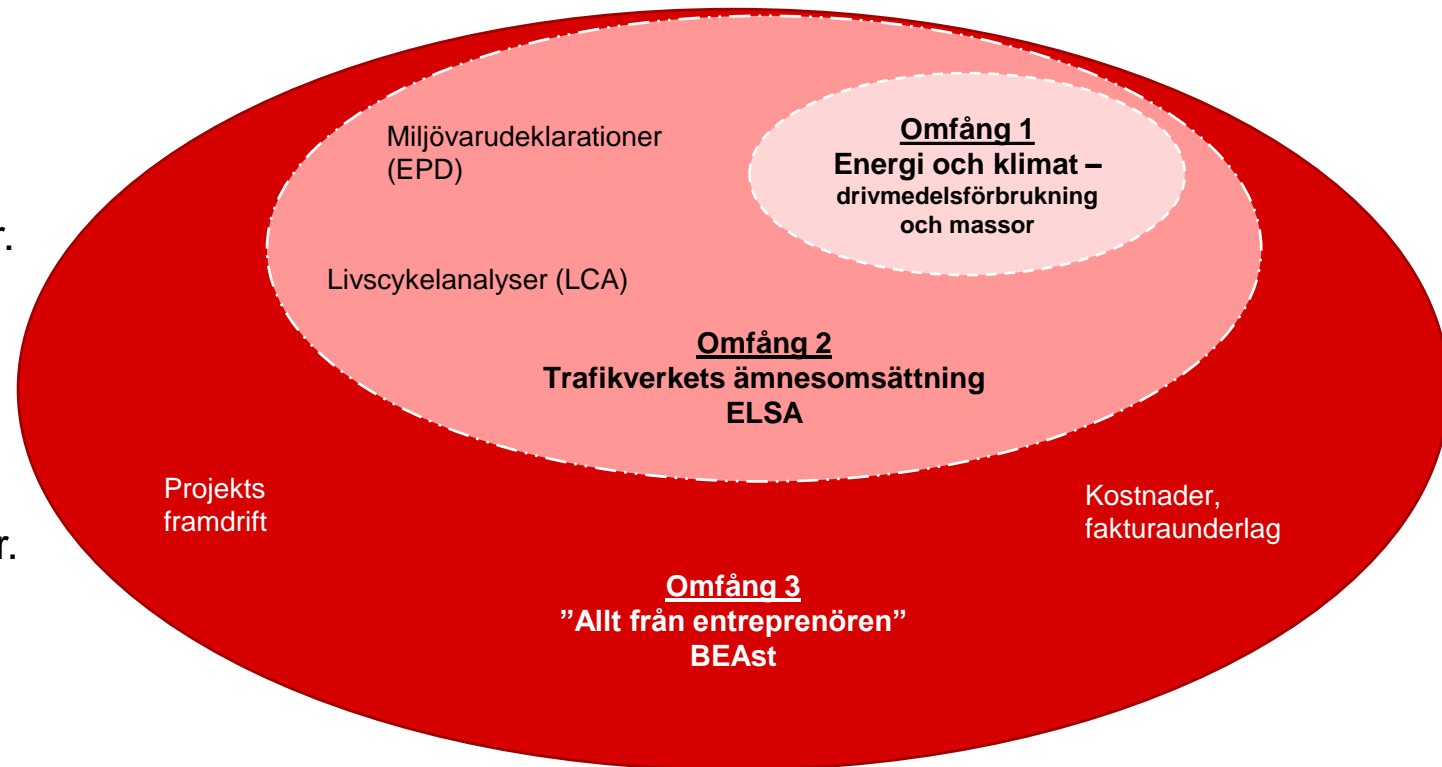 Omfång 1
Energi och klimat –
drivmedelsförbrukning
och massor
Miljövarudeklarationer
(EPD)
r.
Livscykelanalyser (LCA)
Omfång 2
Trafikverkets ämnesomsättning
ELSA
Projekts
framdrift
Kostnader,
fakturaunderlag
r.
Omfång 3
”Allt från entreprenören”
BEAst